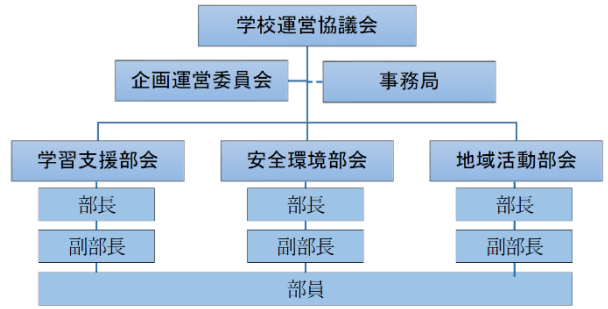 学校運営協議会
企画運営委員会 事務局
学習支援部会 安全環境部会 地域活動部会
部長 部長 部長
副部長 副部長 副部長
部員